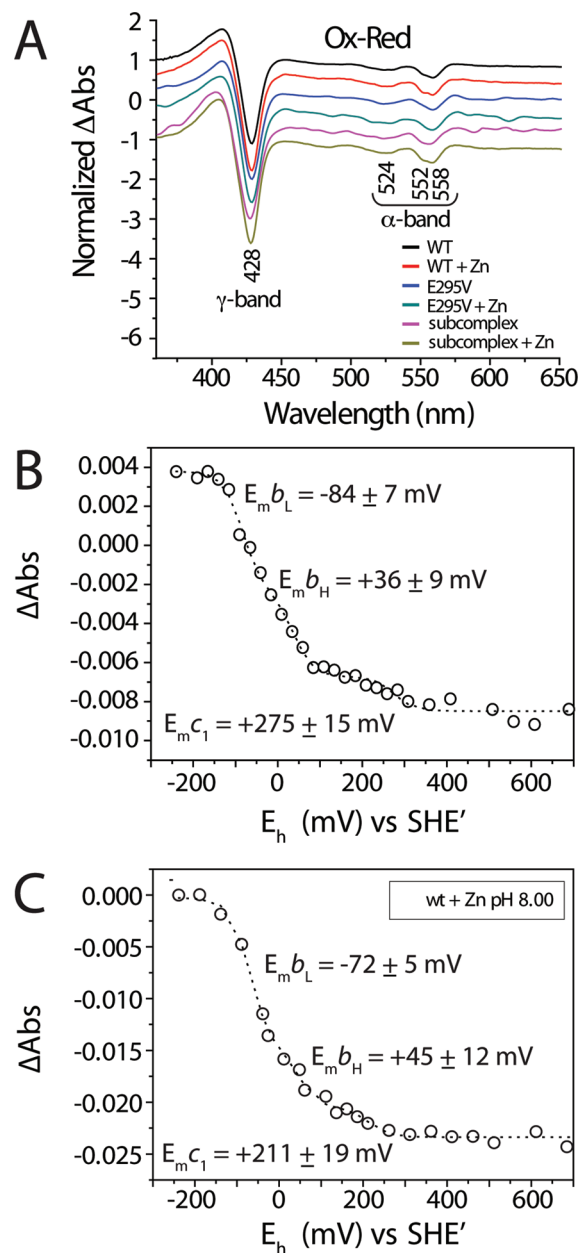 A
Ox-Red
Normalized ΔAbs
2
1
0
-1
-2
-3
-4
-5
-6
428
γ-band
524
552
558
α-band
WT
WT + Zn
E295V
E295V + Zn
subcomplex
subcomplex + Zn
400 450 500 550 600 650
Wavelength (nm)
B
ΔAbs
0.004
0.002
0.000
-0.002
-0.004
-0.006
-0.008
-0.010
EmbL = -84 ± 7 mV
EmbH = +36 ± 9 mV
Emc1 = +275 ± 15 mV
-200 0 200 400 600
Eh (mV) vs SHE'
C
ΔAbs
0.000
-0.005
-0.010
-0.015
-0.020
-0.025
wt + Zn pH 8.00
EmbL = -72 ± 5 mV
EmbH = +45 ± 12 mV
Emc1 = +211 ± 19 mV
-200 0 200 400 600
Eh (mV) vs SHE'